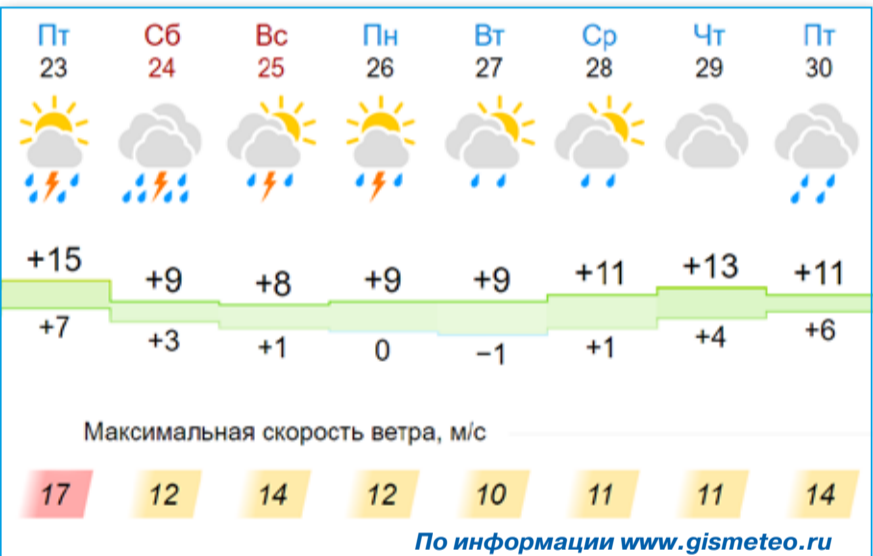 Пт Сб Вс Пн Вт Ср Чт Пт
23 24 25 26 27 28 29 30
+15 +9 +8 +9 +9 +11 +13 +11
+7 +3 +1 0 −1 +1 +4 +6
Максимальная скорость ветра, м/с
17 12 14 12 10 11 11 14
По информации www.gismeteo.ru